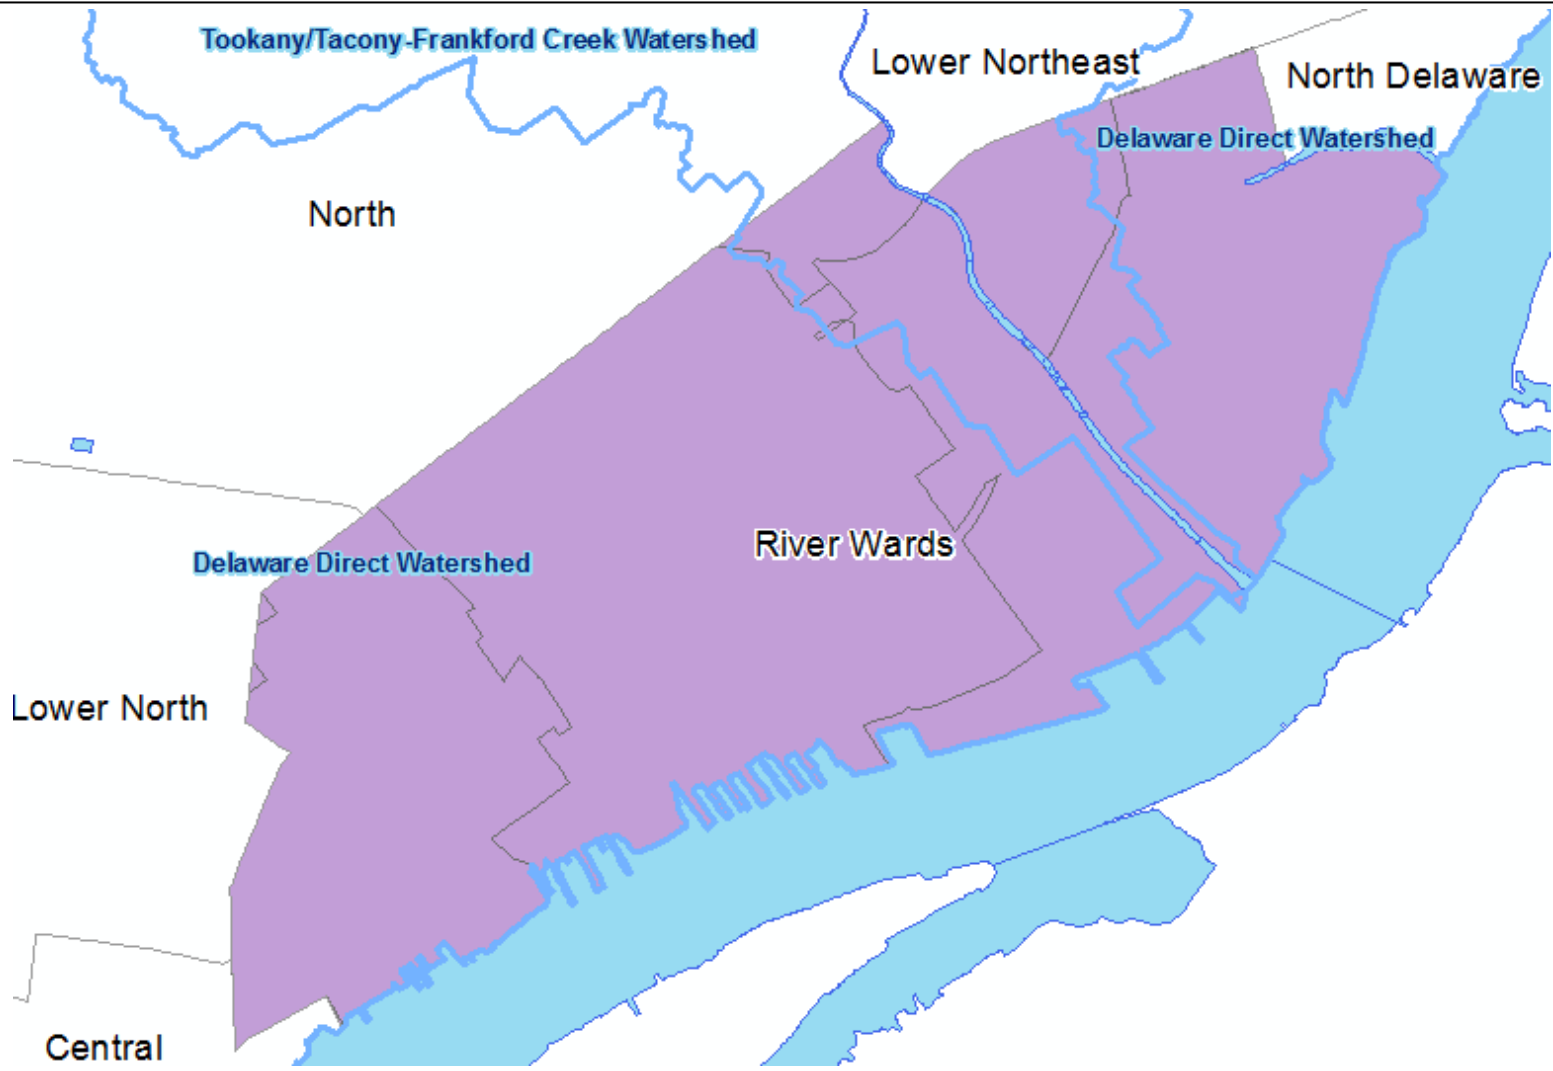 Tookany/Tacony-Frankford Creek Watershed
Lower Northeast
North Delaware
Delaware Direct Watershed
North
River Wards
Delaware Direct Watershed
Lower North
Central